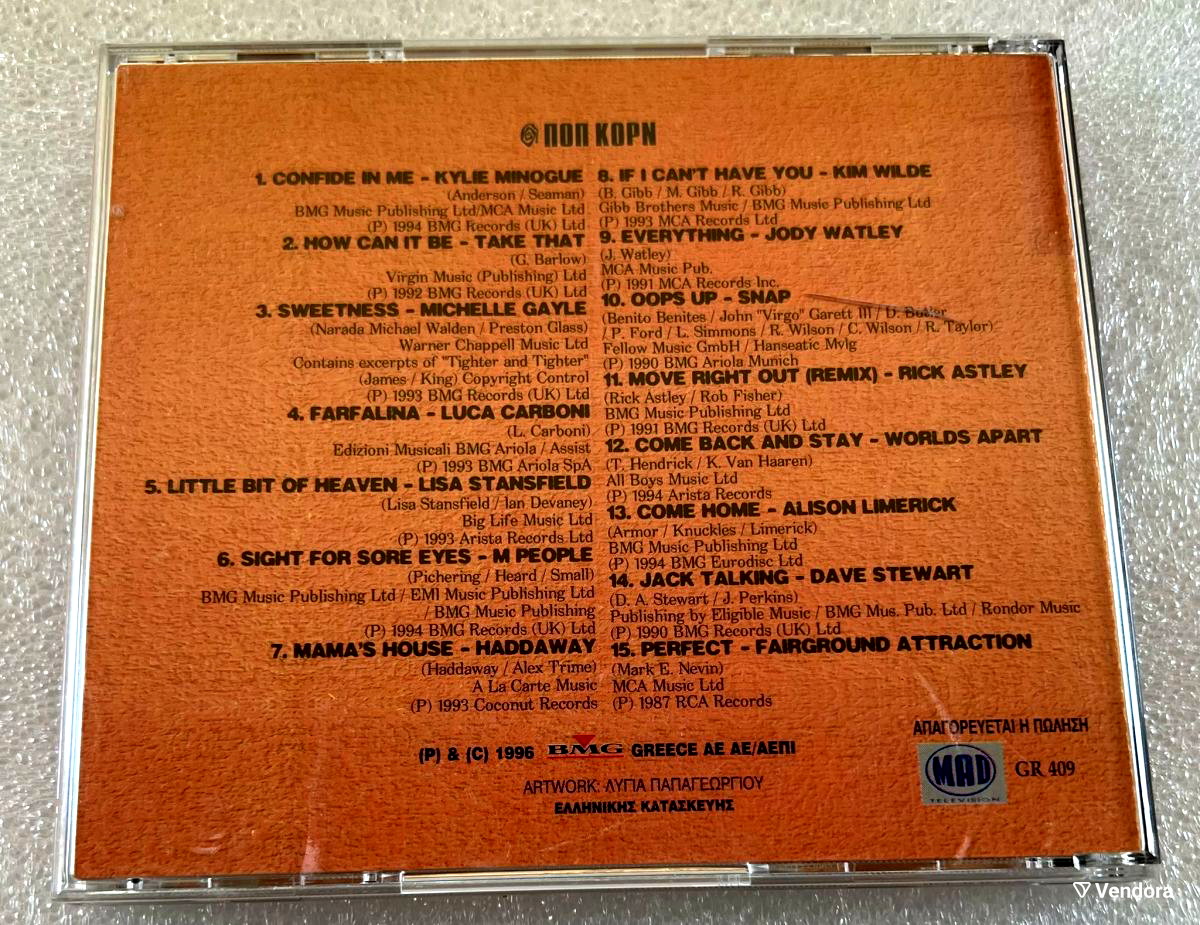 ΠΟΠ ΚΟΡΝ
1. CONFIDE IN ME - KYLIE MINOGUE
(Anderson / Seaman)
BMG Music Publishing Ltd/MCA Music Ltd
(P) 1994 BMG Records (UK) Ltd
2. HOW CAN IT BE - TAKE THAT
(G. Barlow)
Virgin Music (Publishing) Ltd
(P) 1992 BMG Records (UK) Ltd
3. SWEETNESS - MICHELLE GAYLE
(Narada Michael Walden / Preston Glass)
Warner Chappell Music Ltd
Contains excerpts of "Tighter and Tighter"
(James / King) Copyright Control
(P) 1993 BMG Records (UK) Ltd
4. FARFALINA - LUCA CARBONI
(L. Carboni)
Edizioni Musicali BMG Ariola / Assist
(P) 1993 BMG Ariola SpA
5. LITTLE BIT OF HEAVEN - LISA STANSFIELD
(Lisa Stansfield / Ian Devaney)
Big Life Music Ltd
(P) 1993 Arista Records Ltd
6. SIGHT FOR SORE EYES - M PEOPLE
(Pichering / Heard / Small)
BMG Music Publishing Ltd / EMI Music Publishing Ltd
/ BMG Music Publishing
(P) 1994 BMG Records (UK) Ltd
7. MAMA'S HOUSE - HADDAWAY
(Haddaway / Alex Trime)
A La Carte Music
(P) 1993 Coconut Records
8. IF I CAN'T HAVE YOU - KIM WILDE
(B. Gibb / M. Gibb / R. Gibb)
Gibb Brothers Music / BMG Music Publishing Ltd
(P) 1993 MCA Records Ltd
9. EVERYTHING - JODY WATLEY
(J. Watley)
MCA Music Pub.
(P) 1991 MCA Records Inc.
10. OOPS UP - SNAP
(Benito Benites / John "Virgo" Garett III / D. Butler
/ P. Ford / L. Simmons / R. Wilson / C. Wilson / R. Taylor)
Fellow Music GmbH / Hanseatic Mvlg
(P) 1990 BMG Ariola Munich
11. MOVE RIGHT OUT (REMIX) - RICK ASTLEY
(Rick Astley / Rob Fisher)
BMG Music Publishing Ltd
(P) 1991 BMG Records (UK) Ltd
12. COME BACK AND STAY - WORLDS APART
(T. Hendrick / K. Van Haaren)
All Boys Music Ltd
(P) 1994 Arista Records
13. COME HOME - ALISON LIMERICK
(Armor / Knuckles / Limerick)
BMG Music Publishing Ltd
(P) 1994 BMG Eurodisc Ltd
14. JACK TALKING - DAVE STEWART
(D. A. Stewart / J. Perkins)
Publishing by Eligible Music / BMG Mus. Pub. Ltd / Rondor Music
(P) 1990 BMG Records (UK) Ltd
15. PERFECT - FAIRGROUND ATTRACTION
(Mark E. Nevin)
MCA Music Ltd
(P) 1987 RCA Records
ΑΠΑΓΟΡΕΥΕΤΑΙ Η ΠΩΛΗΣΗ
(P) & (C) 1996 BMG GREECE AE AE/ΑΕΠΙ
MAD
TELEVISION
GR 409
ARTWORK: ΛΥΓΙΑ ΠΑΠΑΓΕΩΡΓΙΟΥ
ΕΛΛΗΝΙΚΗΣ ΚΑΤΑΣΚΕΥΗΣ
Vendora